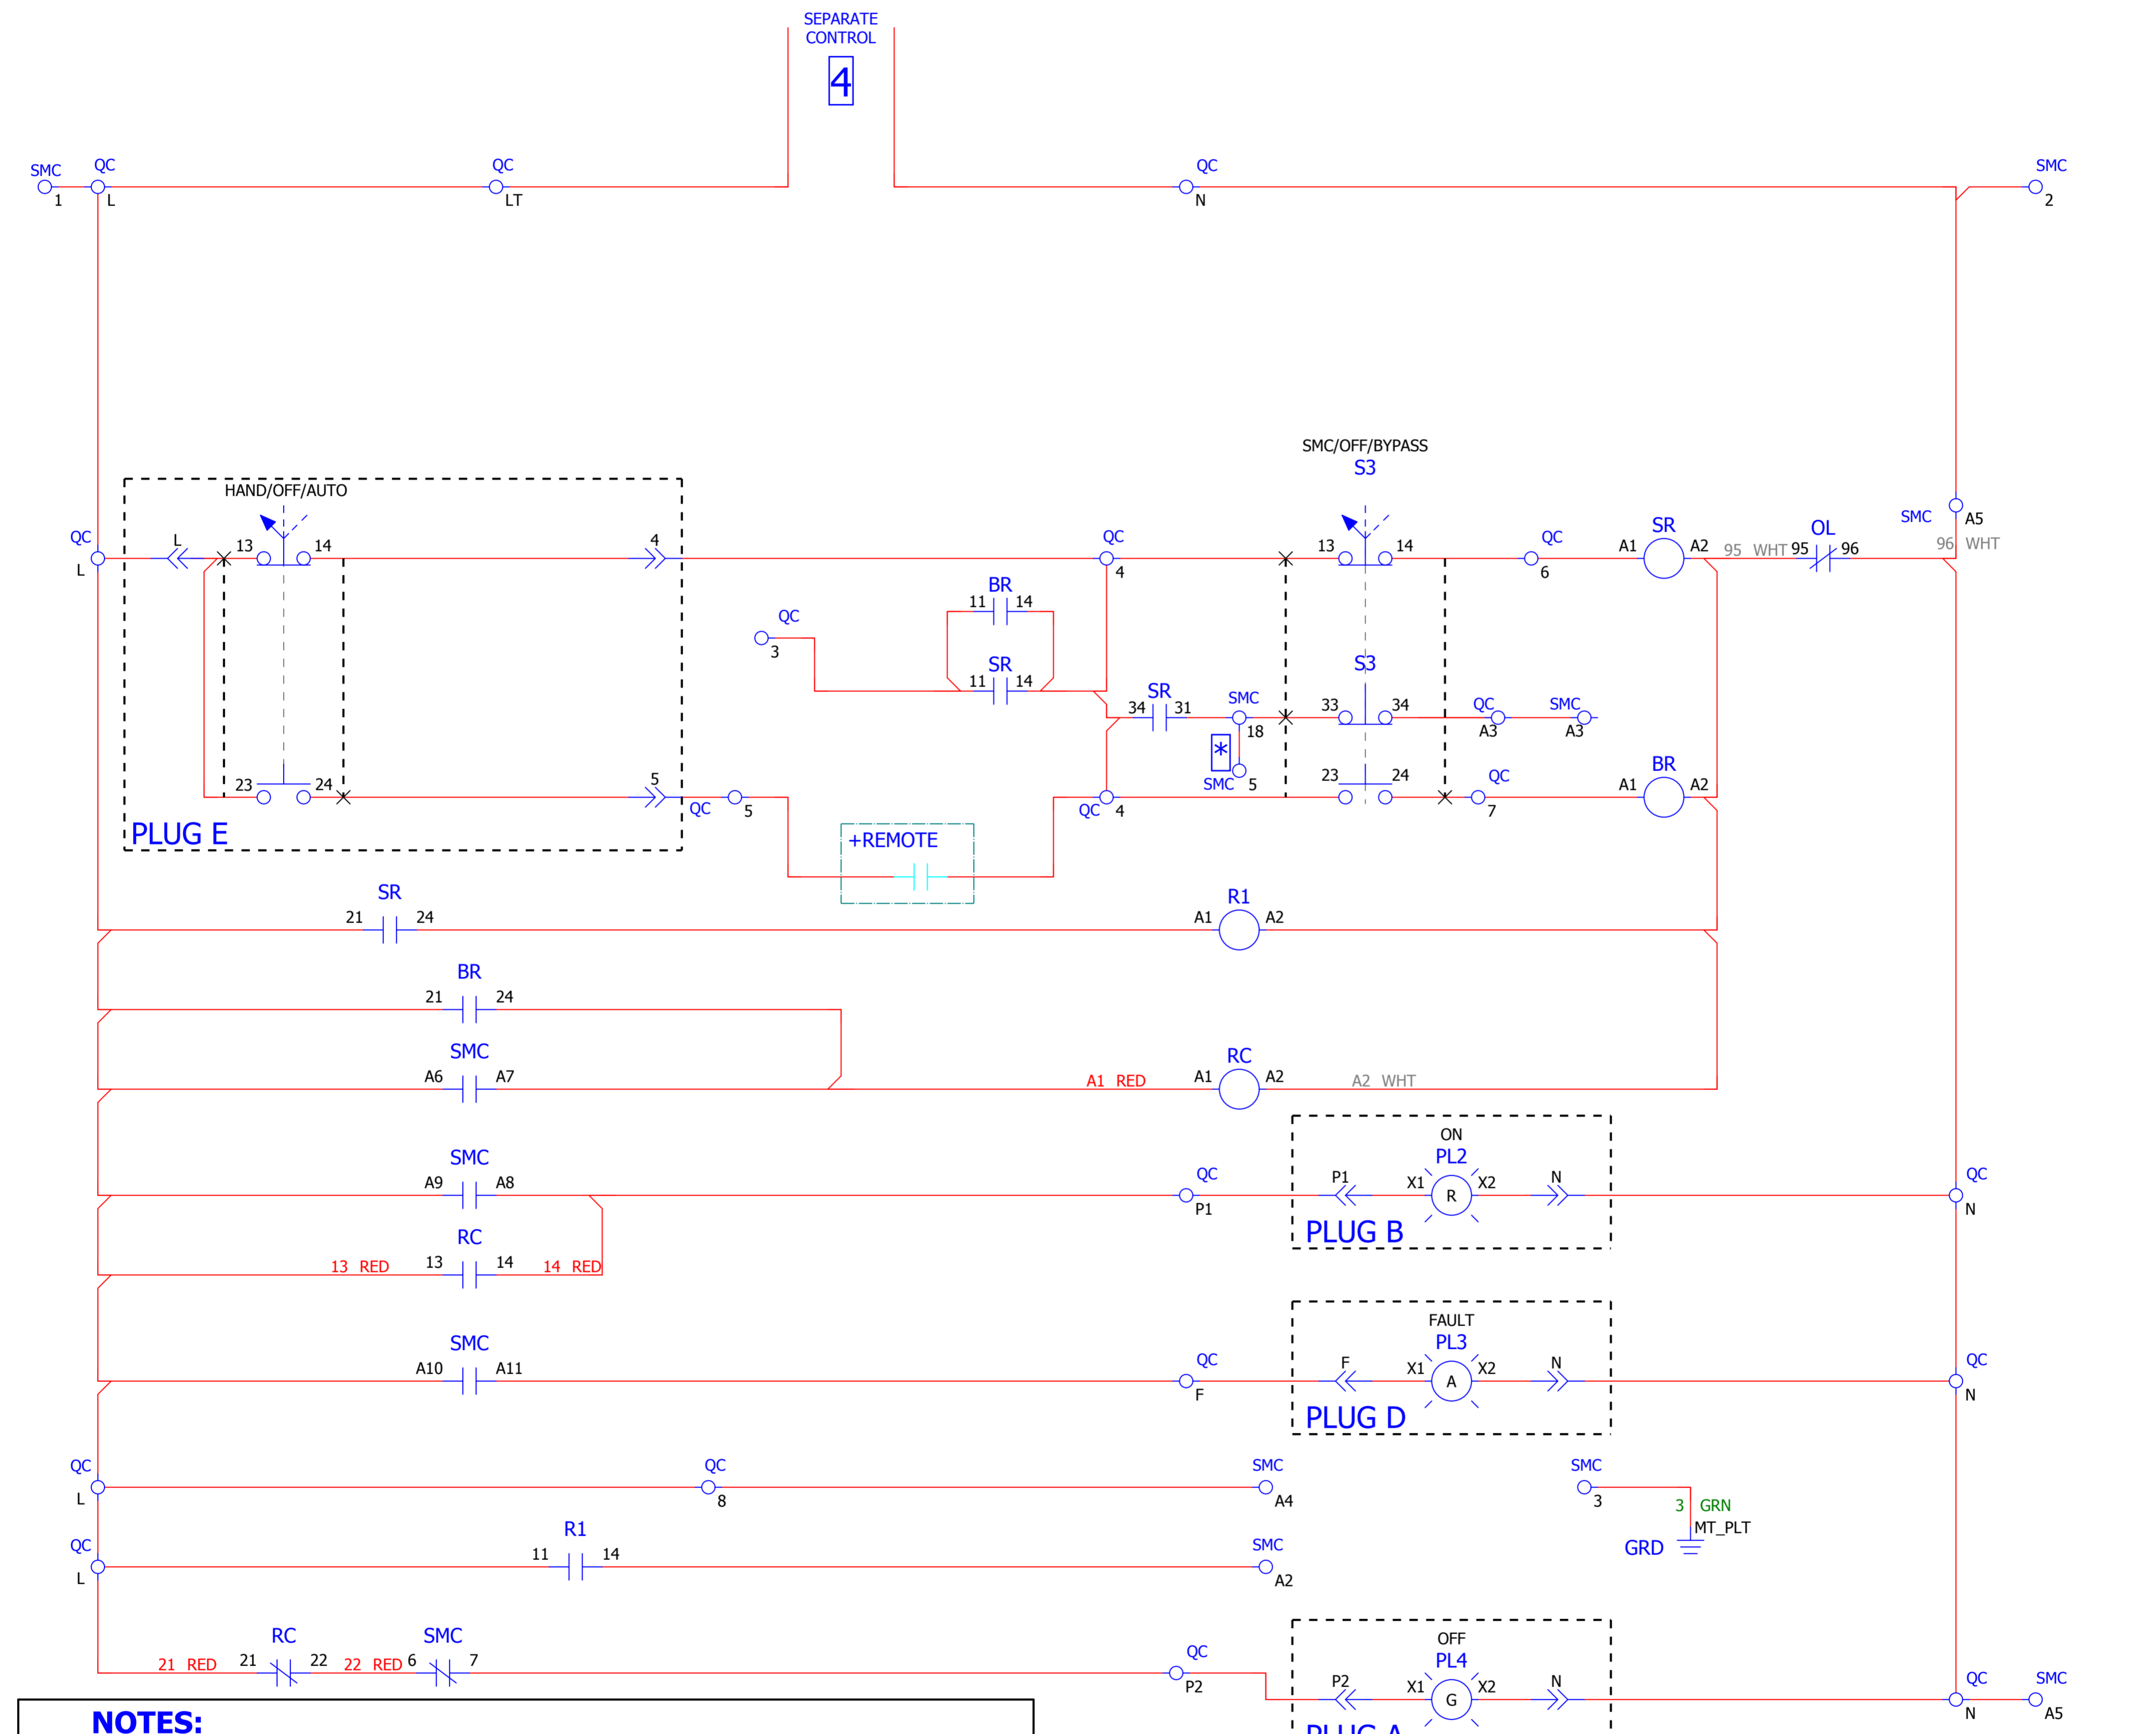 SEPARATE
CONTROL
4
SMC
QC
QC
QC
SMC
1
L
LT
N
2
SMC/OFF/BYPASS
S3
HAND/OFF/AUTO
QC
L
L
13
14
4
QC
4
13
14
QC
6
SR
A1
A2
95 WHT
OL
95
96
SMC
A5
96 WHT
BR
11
14
QC
3
SR
11
14
SR
34
31
SMC
18
S3
33
34
QC
A3
SMC
A3
*
SMC
5
23
24
5
QC
5
QC
4
23
24
QC
7
BR
A1
A2
PLUG E
+REMOTE
SR
21
24
R1
A1
A2
BR
21
24
SMC
A6
A7
A1 RED
RC
A1
A2
A2 WHT
SMC
A9
A8
QC
P1
ON
PL2
P1
X1
R
X2
N
PLUG B
QC
N
RC
13 RED
13
14
14 RED
SMC
A10
A11
QC
F
FAULT
PL3
F
X1
A
X2
N
PLUG D
QC
N
QC
L
QC
8
SMC
A4
SMC
3
3 GRN
MT_PLT
GRD
QC
L
R1
11
14
SMC
A2
RC
21 RED
21
22
22 RED
SMC
6
7
QC
P2
OFF
PL4
P2
X1
G
X2
N
PLUG A
QC
N
SMC
A5
NOTES: